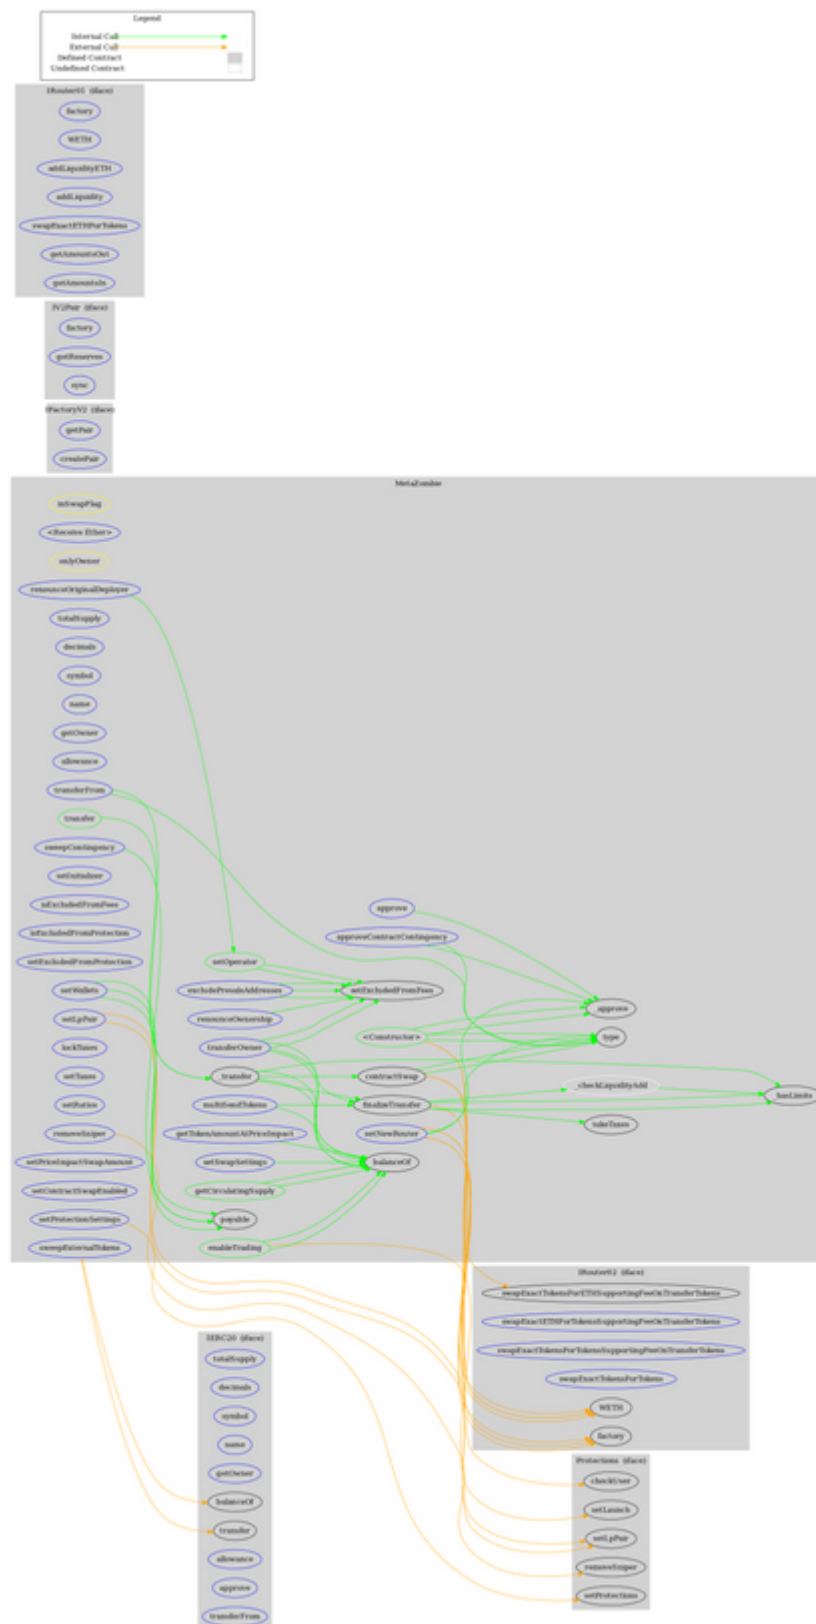 Legend
Internal Call
External Call
Defined Contract
Undefined Contract
IRouter01 (iface)
factory
WETH
addLiquidityETH
addLiquidity
swapExactETHForTokens
getAmountsOut
getAmountsIn
IV2Pair (iface)
factory
getReserves
sync
IFactoryV2 (iface)
getPair
createPair
MetaZombie
inSwapFlag
<Receive Ether>
onlyOwner
renounceOriginalDeployer
totalSupply
decimals
symbol
name
getOwner
allowance
transferFrom
transfer
sweepContingency
setInitializer
isExcludedFromFees
isExcludedFromProtection
setExcludedFromProtection
setWallets
setLpPair
lockTaxes
setTaxes
setRatios
removeSniper
setPriceImpactSwapAmount
setContractSwapEnabled
setProtectionSettings
sweepExternalTokens
setOperator
excludePresaleAddresses
renounceOwnership
transferOwner
_transfer
multiSendTokens
getTokenAmountAtPriceImpact
setSwapSettings
getCirculatingSupply
payable
enableTrading
approve
approveContractContingency
setExcludedFromFees
<Constructor>
contractSwap
finalizeTransfer
setNewRouter
balanceOf
_approve
type
_checkLiquidityAdd
takeTaxes
_hasLimits
IRouter02 (iface)
swapExactTokensForETHSupportingFeeOnTransferTokens
swapExactETHForTokensSupportingFeeOnTransferTokens
swapExactTokensForTokensSupportingFeeOnTransferTokens
swapExactTokensForTokens
WETH
factory
IERC20 (iface)
totalSupply
decimals
symbol
name
getOwner
balanceOf
transfer
allowance
approve
transferFrom
Protections (iface)
checkUser
setLaunch
setLpPair
removeSniper
setProtections